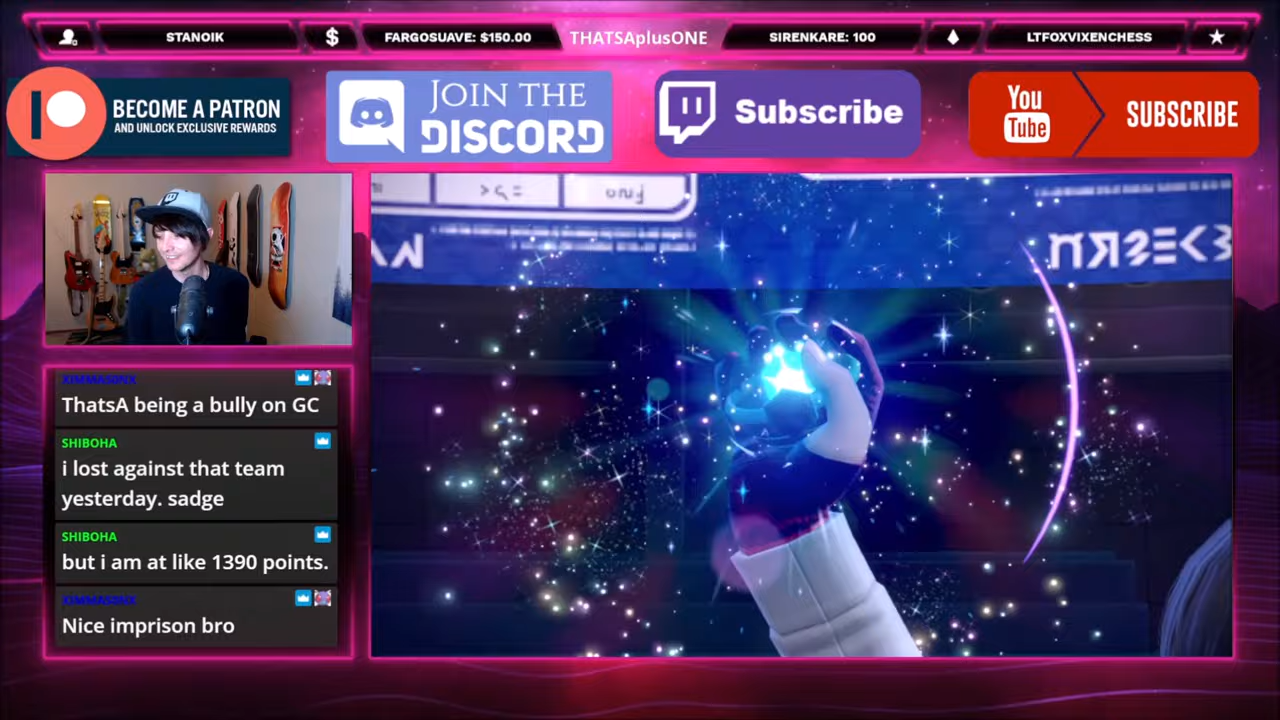 STANOIK
$
FARGOSUAVE: $150.00
THATSAplusONE
SIRENKARE: 100
LTFOXVIXENCHESS
BECOME A PATRON
AND UNLOCK EXCLUSIVE REWARDS
JOIN THE
DISCORD
Subscribe
You
Tube
SUBSCRIBE
ThatsA being a bully on GC
SHIBOHA
i lost against that team
yesterday. sadge
SHIBOHA
but i am at like 1390 points.
Nice imprison bro